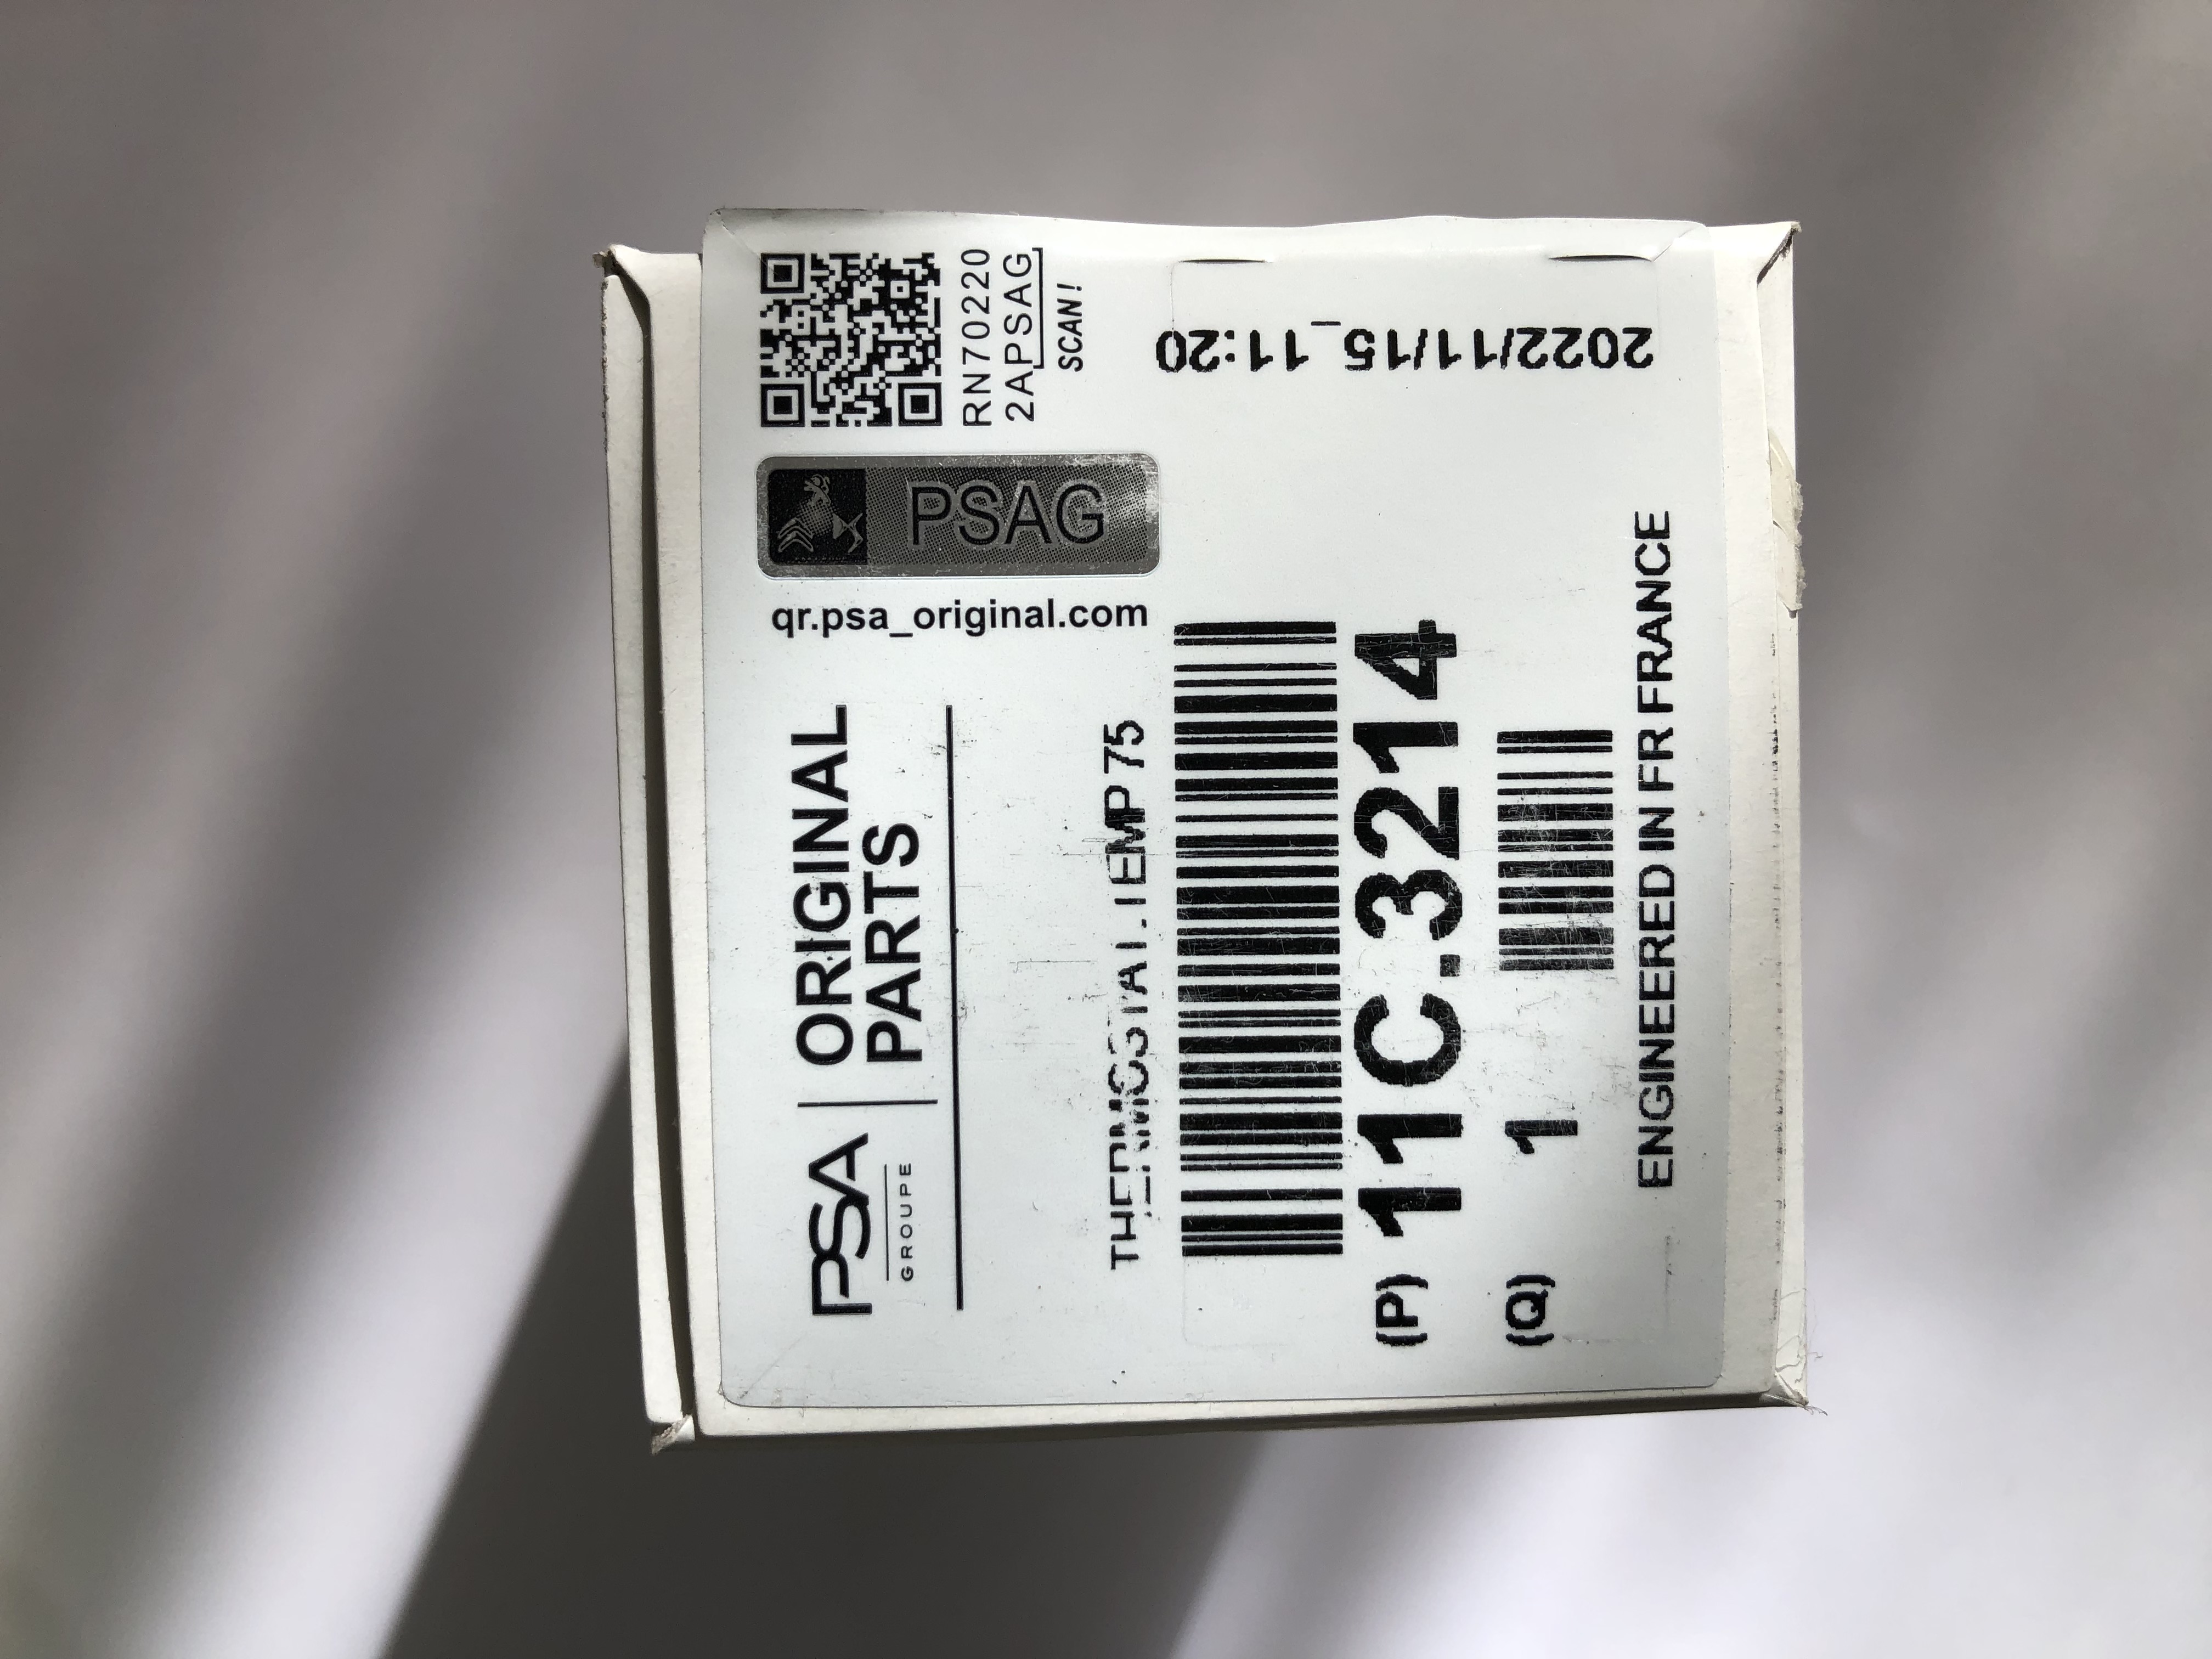 PSA
GROUPE
ORIGINAL
PARTS
qr.psa_original.com
PSAG
RN70220
2APSAG
SCAN!
THERMOSTAT.TEMP 75
(P) 11C.3214
(Q) 1
ENGINEERED IN FR FRANCE
2022/11/15_11:20